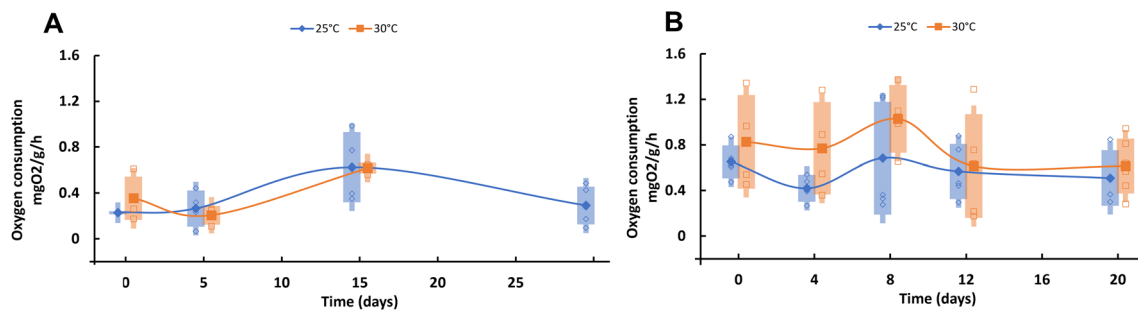 A
25°C 30°C
Oxygen consumption
mgO2/g/h
1.6
1.2
0.8
0.4
0
0 5 10 15 20 25
Time (days)
B
25°C 30°C
Oxygen consumption
mgO2/g/h
1.6
1.2
0.8
0.4
0
0 4 8 12 16 20
Time (days)